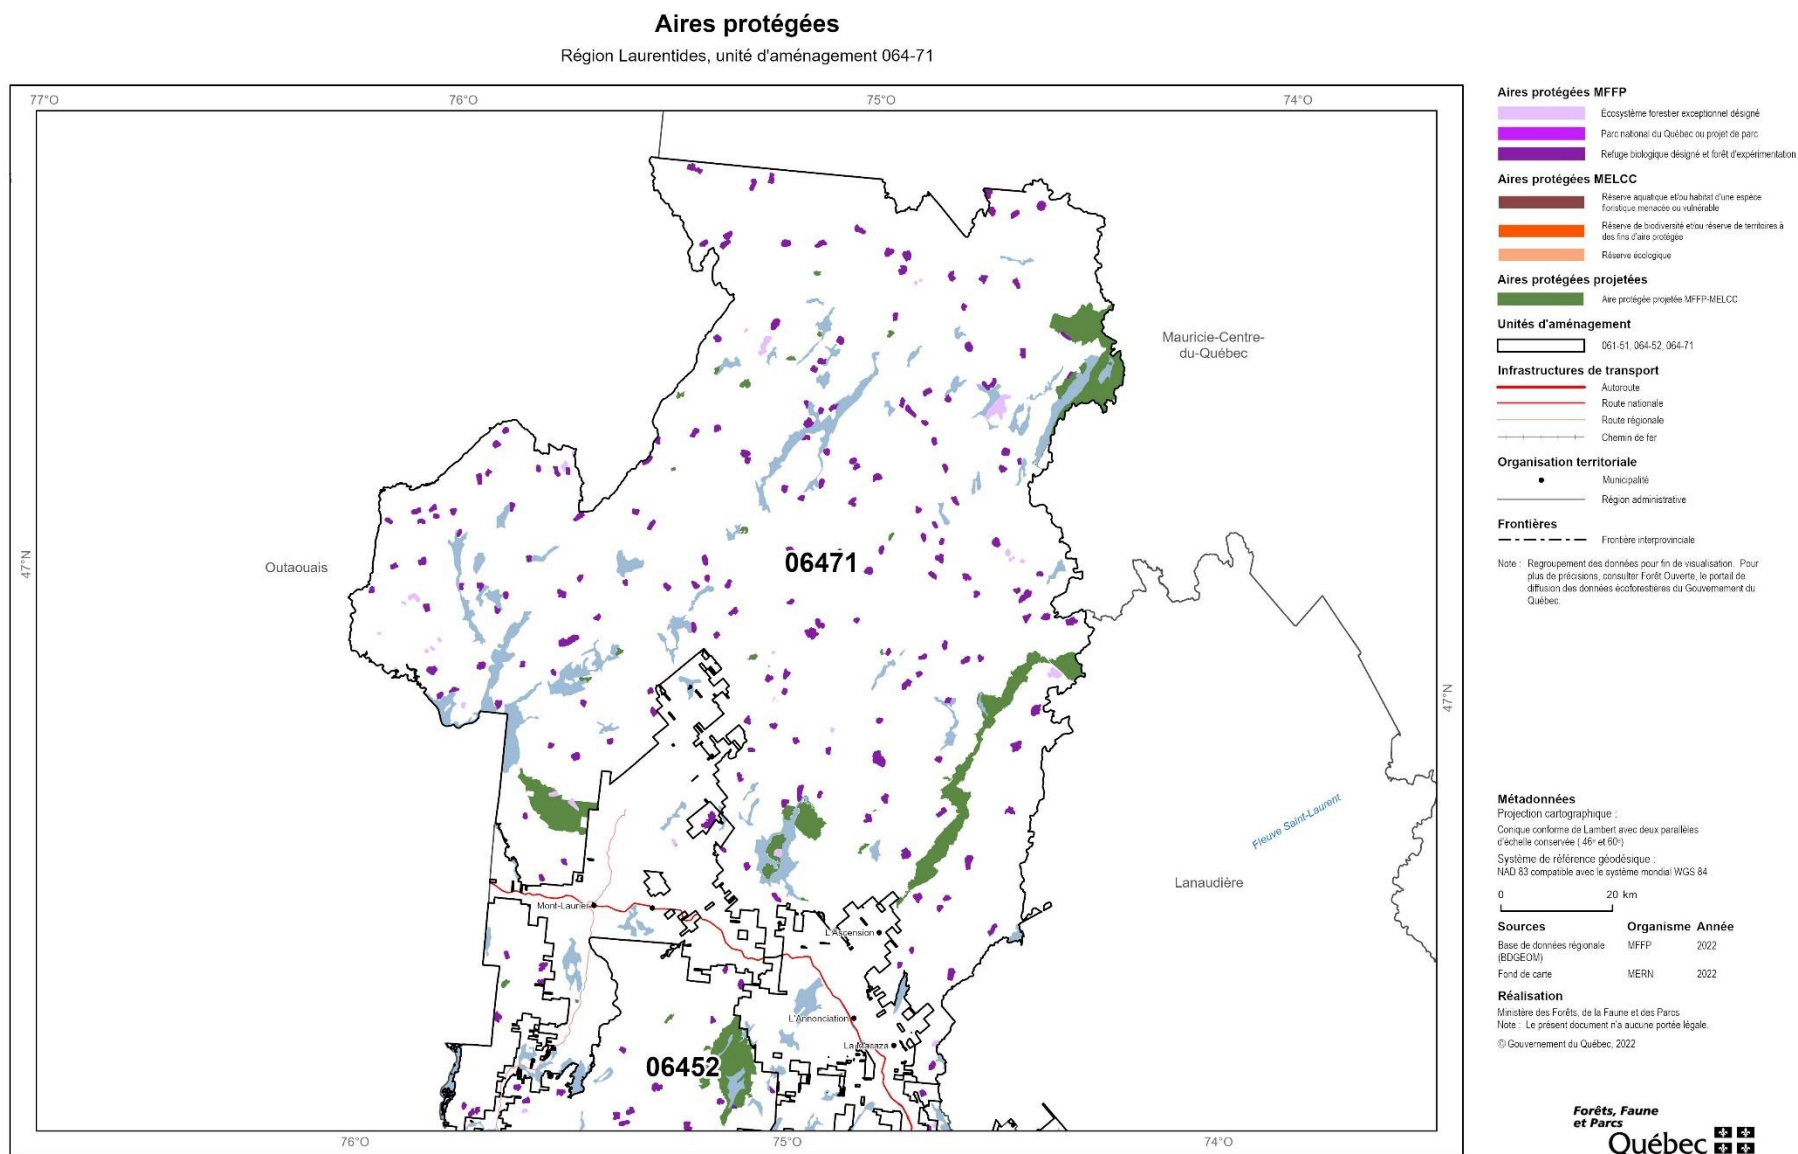 Aires protégées
Région Laurentides, unité d'aménagement 064-71
77°O
76°O
75°O
74°O
47°N
Outaouais
Mauricie-Centre-
du-Québec
06471
47°N
Fleuve Saint-Laurent
Lanaudière
Mont-Laurier
L'Ascension
L'Annonciation
La Macaza
06452
76°O
75°O
74°O
Aires protégées MFFP
Écosystème forestier exceptionnel désigné
Parc national du Québec ou projet de parc
Refuge biologique désigné et forêt d'expérimentation
Aires protégées MELCC
Réserve aquatique et/ou habitat d'une espèce
floristique menacée ou vulnérable
Réserve de biodiversité et/ou réserve de territoires à
des fins d'aire protégée
Réserve écologique
Aires protégées projetées
Aire protégée projetée MFFP-MELCC
Unités d'aménagement
061-51, 064-52, 064-71
Infrastructures de transport
Autoroute
Route nationale
Route régionale
Chemin de fer
Organisation territoriale
Municipalité
Région administrative
Frontières
Frontière interprovinciale
Note : Regroupement des données pour fin de visualisation. Pour
plus de précisions, consulter Forêt Ouverte, le portail de
diffusion des données écoforestières du Gouvernement du
Québec.
Métadonnées
Projection cartographique :
Conique conforme de Lambert avec deux parallèles
d'échelle conservée ( 46e et 60e)
Système de référence géodésique :
NAD 83 compatible avec le système mondial WGS 84
0 20 km
Sources Organisme Année
Base de données régionale MFFP 2022
(BDGEOM)
Fond de carte MERN 2022
Réalisation
Ministère des Forêts, de la Faune et des Parcs
Note : Le présent document n'a aucune portée légale.
© Gouvernement du Québec, 2022
Forêts, Faune
et Parcs
Québec